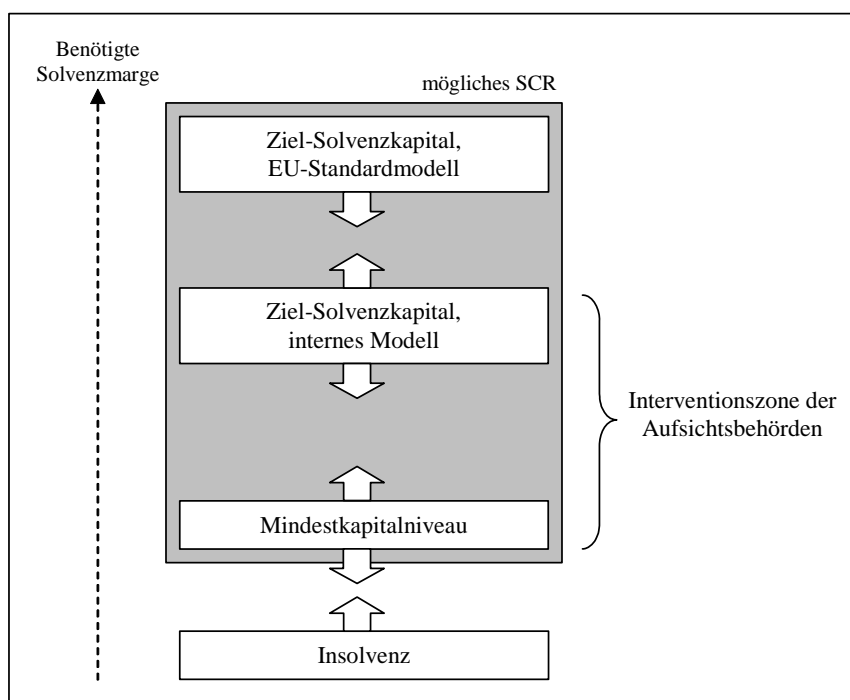 Benötigte
Solvenzmarge
mögliches SCR
Ziel-Solvenzkapital,
EU-Standardmodell
Ziel-Solvenzkapital,
internes Modell
Interventionszone der
Aufsichtsbehörden
Mindestkapitalniveau
Insolvenz